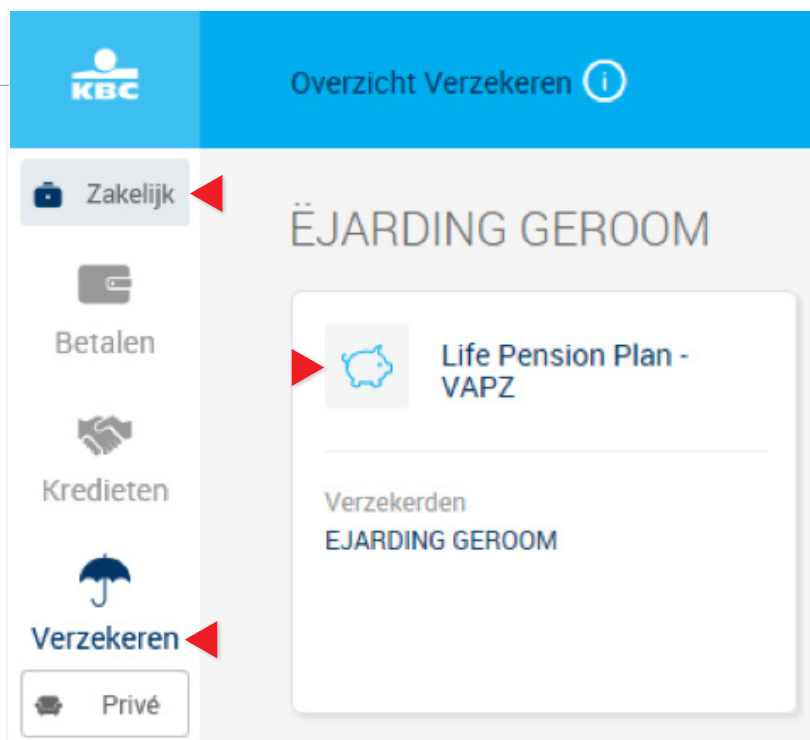 KBC
Overzicht Verzekeren i
Zakelijk
ËJARDING GEROOM
Betalen
Life Pension Plan -
VAPZ
Kredieten
Verzekerden
EJARDING GEROOM
Verzekeren
Privé